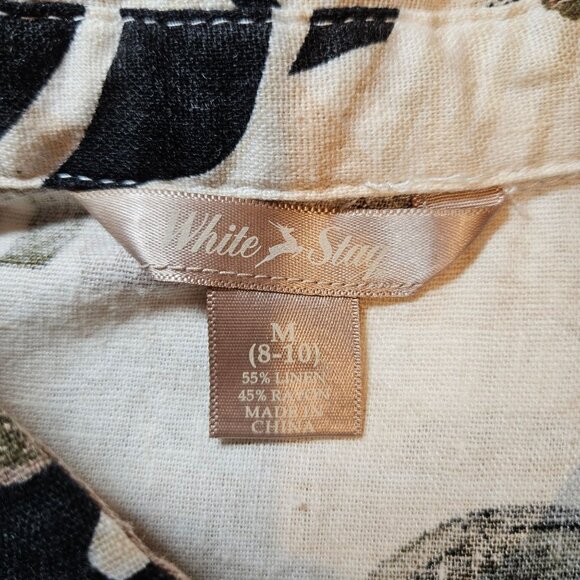 White Stag
M
(8-10)
55% LINEN
45% RAYON
MADE IN
CHINA